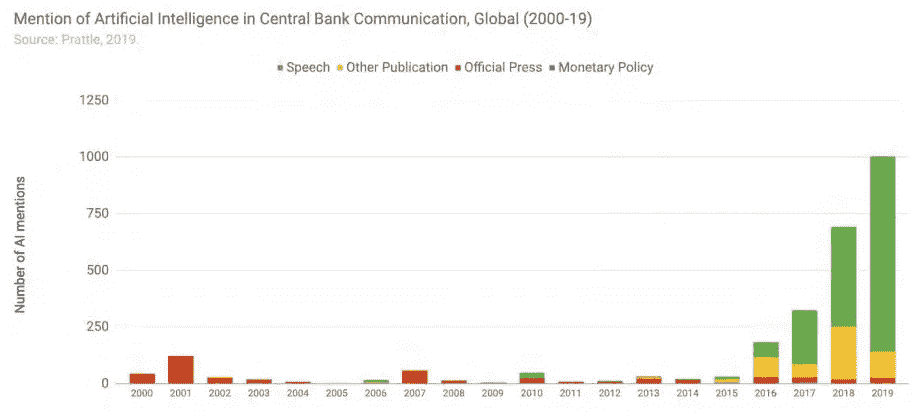 Mention of Artificial Intelligence in Central Bank Communication, Global (2000-19)
Source: Prattle, 2019.
Speech Other Publication Official Press Monetary Policy
Number of AI mentions
1250
1000
750
500
250
0
2000 2001 2002 2003 2004 2005 2006 2007 2008 2009 2010 2011 2012 2013 2014 2015 2016 2017 2018 2019